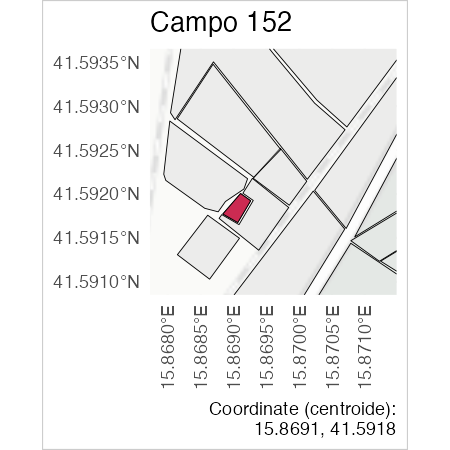 Campo 152
41.5935°N
41.5930°N
41.5925°N
41.5920°N
41.5915°N
41.5910°N
15.8680°E
15.8685°E
15.8690°E
15.8695°E
15.8700°E
15.8705°E
15.8710°E
Coordinate (centroide):
15.8691, 41.5918